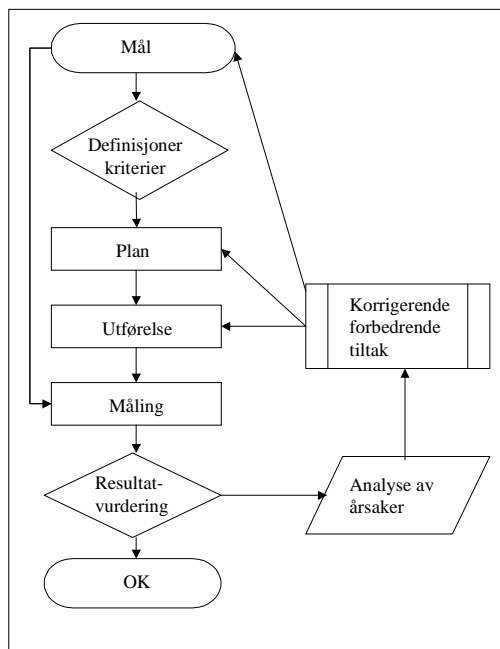 Mål
Definisjoner
kriterier
Plan
Utførelse
Måling
Resultat-
vurdering
OK
Korrigerende
forbedrende
tiltak
Analyse av
årsaker